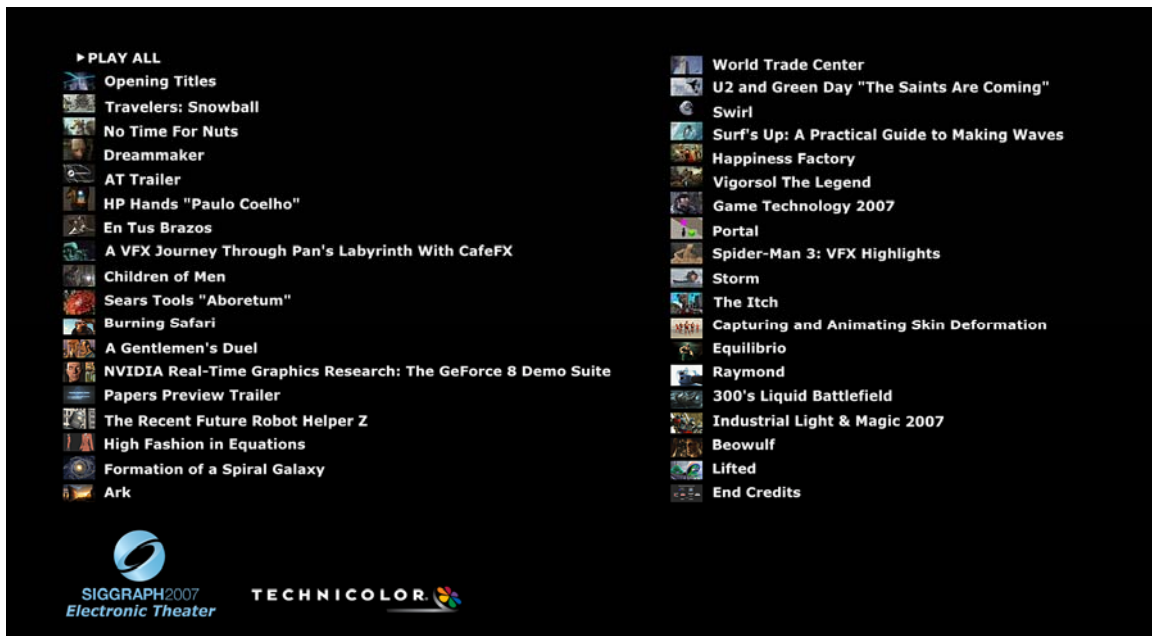 PLAY ALL
Opening Titles
Travelers: Snowball
No Time For Nuts
Dreammaker
AT Trailer
HP Hands "Paulo Coelho"
En Tus Brazos
A VFX Journey Through Pan's Labyrinth With CafeFX
Children of Men
Sears Tools "Aboretum"
Burning Safari
A Gentlemen's Duel
NVIDIA Real-Time Graphics Research: The GeForce 8 Demo Suite
Papers Preview Trailer
The Recent Future Robot Helper Z
High Fashion in Equations
Formation of a Spiral Galaxy
Ark
World Trade Center
U2 and Green Day "The Saints Are Coming"
Swirl
Surf's Up: A Practical Guide to Making Waves
Happiness Factory
Vigorsol The Legend
Game Technology 2007
Portal
Spider-Man 3: VFX Highlights
Storm
The Itch
Capturing and Animating Skin Deformation
Equilibrio
Raymond
300's Liquid Battlefield
Industrial Light & Magic 2007
Beowulf
Lifted
End Credits
SIGGRAPH2007
Electronic Theater
TECHNICOLOR